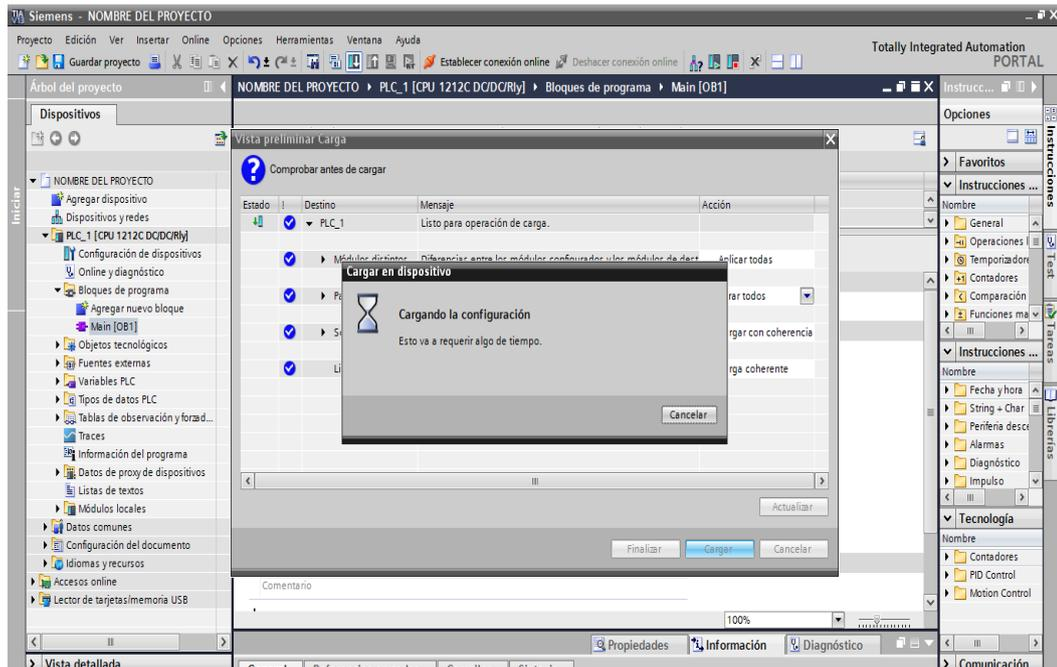 Siemens - NOMBRE DEL PROYECTO
Proyecto Edición Ver Insertar Online Opciones Herramientas Ventana Ayuda
Totally Integrated Automation
PORTAL
Guardar proyecto
Establecer conexión online
Deshacer conexión online
Árbol del proyecto
NOMBRE DEL PROYECTO PLC_1 [CPU 1212C DC/DC/Rly] Bloques de programa Main [OB1]
Instrucc...
Dispositivos
Opciones
Iniciar
NOMBRE DEL PROYECTO
Agregar dispositivo
Dispositivos y redes
PLC_1 [CPU 1212C DC/DC/Rly]
Configuración de dispositivos
Online y diagnóstico
Bloques de programa
Agregar nuevo bloque
Main [OB1]
Objetos tecnológicos
Fuentes externas
Variables PLC
Tipos de datos PLC
Tablas de observación y forzad...
Traces
Información del programa
Datos de proxy de dispositivos
Listas de textos
Módulos locales
Datos comunes
Configuración del documento
Idiomas y recursos
Accesos online
Lector de tarjetas/memoria USB
Vista detallada
Vista preliminar Carga
Comprobar antes de cargar
Estado ! Destino Mensaje Acción
PLC_1 Listo para operación de carga.
Módulos distintos Diferencias entre los módulos configurados y los módulos de dest Aplicar todas
rar todos
rgar con coherencia
Li rga coherente
Cargar en dispositivo
Cargando la configuración
Esto va a requerir algo de tiempo.
Cancelar
Actualizar
Finalizar Cargar Cancelar
Comentario
100%
Propiedades Información Diagnóstico
Favoritos
Instrucciones ...
Nombre
General
Operaciones l
Temporizadore
Contadores
Comparación
Funciones ma
Instrucciones ...
Nombre
Fecha y hora
String + Char
Periferia desce
Alarmas
Diagnóstico
Impulso
Tecnología
Nombre
Contadores
PID Control
Motion Control
Comunicación
Instrucciones
Test
Tareas
Librerías